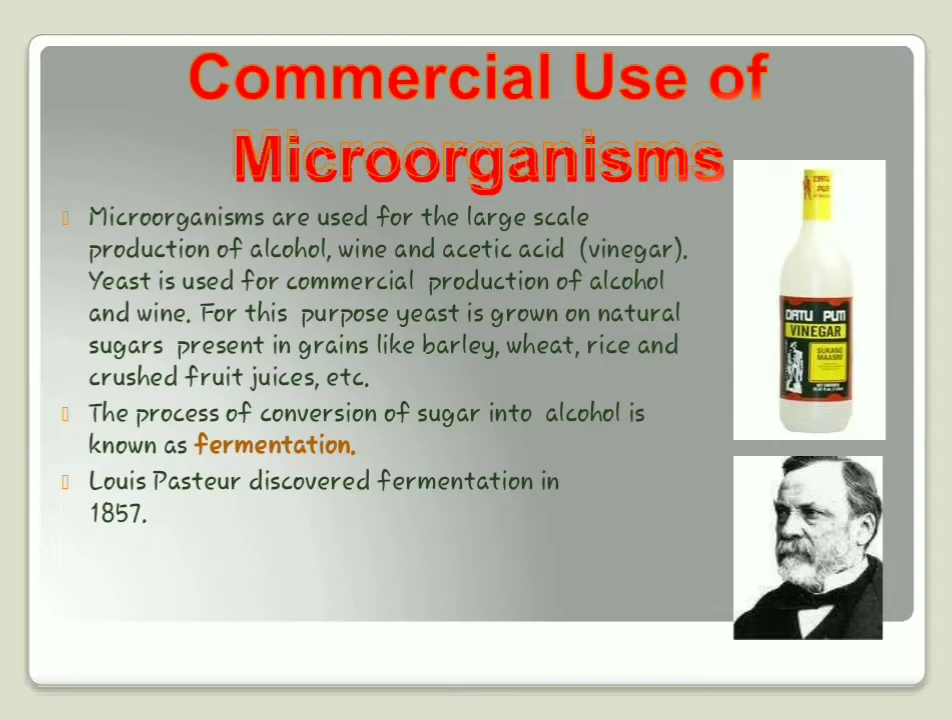 Commercial Use of
Microorganisms
Microorganisms are used for the large scale
production of alcohol, wine and acetic acid (vinegar).
Yeast is used for commercial production of alcohol
and wine. For this purpose yeast is grown on natural
sugars present in grains like barley, wheat, rice and
crushed fruit juices, etc.
The process of conversion of sugar into alcohol is
known as fermentation.
Louis Pasteur discovered fermentation in
1857.
DATU PUTI
DATU PUTI
VINEGAR
SUKANG
MAASIM